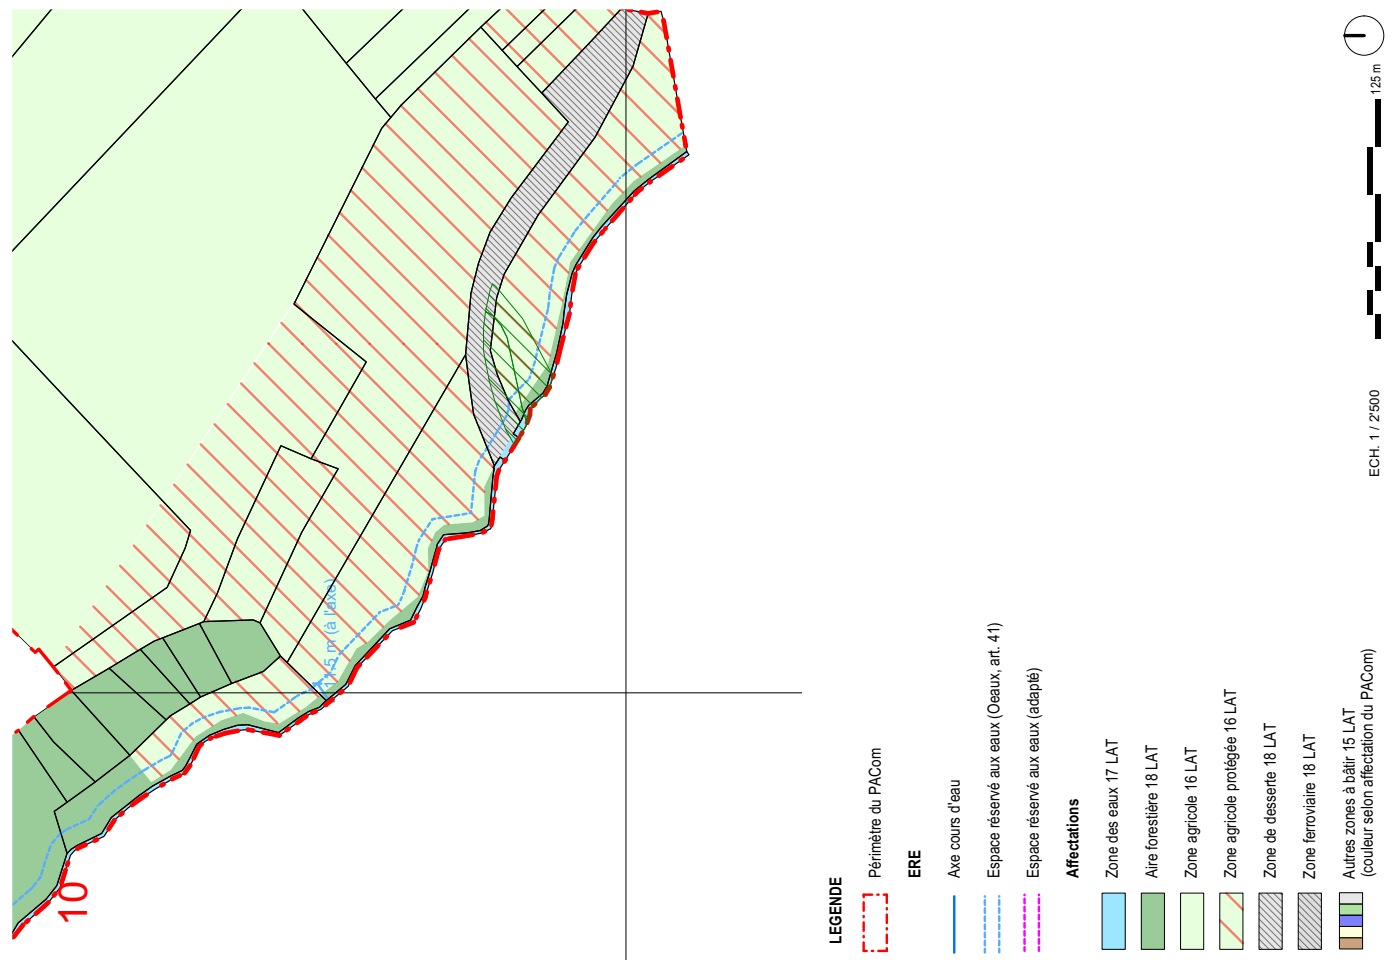 11.5 m (à l'axe)
10
LEGENDE
Périmètre du PACom
ERE
Axe cours d'eau
Espace réservé aux eaux (Oeaux, art. 41)
Espace réservé aux eaux (adapté)
Affectations
Zone des eaux 17 LAT
Aire forestière 18 LAT
Zone agricole 16 LAT
Zone agricole protégée 16 LAT
Zone de desserte 18 LAT
Zone ferroviaire 18 LAT
Autres zones à bâtir 15 LAT
(couleur selon affectation du PACom)
ECH. 1 / 2'500
125 m